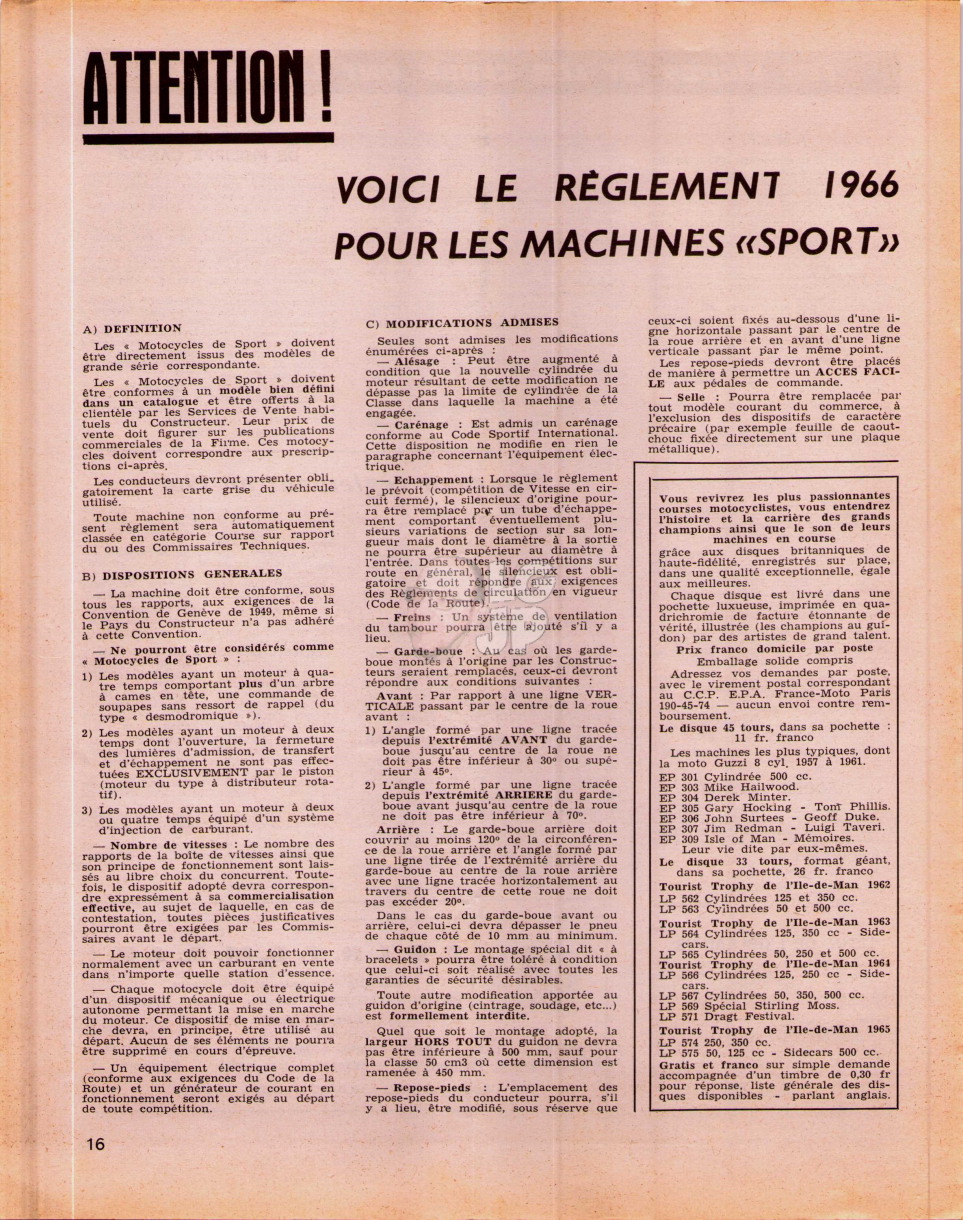 ATTENTION !
VOICI LE RÈGLEMENT 1966
POUR LES MACHINES «SPORT»
A) DEFINITION
Les « Motocycles de Sport » doivent
être directement issus des modèles de
grande série correspondante.
Les « Motocycles de Sport » doivent
être conformes à un modèle bien défini
dans un catalogue et être offerts à la
clientèle par les Services de Vente habi-
tuels du Constructeur. Leur prix de
vente doit figurer sur les publications
commerciales de la Firme. Ces motocy-
cles doivent correspondre aux prescrip-
tions ci-après.
Les conducteurs devront présenter obli-
gatoirement la carte grise du véhicule
utilisé.
Toute machine non conforme au pré-
sent règlement sera automatiquement
classée en catégorie Course sur rapport
du ou des Commissaires Techniques.
B) DISPOSITIONS GENERALES
— La machine doit être conforme, sous
tous les rapports, aux exigences de la
Convention de Genève de 1949, même si
le Pays du Constructeur n'a pas adhéré
à cette Convention.
— Ne pourront être considérés comme
« Motocycles de Sport » :
1) Les modèles ayant un moteur à qua-
tre temps comportant plus d'un arbre
à cames en tête, une commande de
soupapes sans ressort de rappel (du
type « desmodromique »).
2) Les modèles ayant un moteur à deux
temps dont l'ouverture, la fermeture
des lumières d'admission, de transfert
et d'échappement ne sont pas effec-
tuées EXCLUSIVEMENT par le piston
(moteur du type à distributeur rota-
tif).
3) Les modèles ayant un moteur à deux
ou quatre temps équipé d'un système
d'injection de carburant.
— Nombre de vitesses : Le nombre des
rapports de la boîte de vitesses ainsi que
son principe de fonctionnement sont lais-
sés au libre choix du concurrent. Toute-
fois, le dispositif adopté devra correspon-
dre expressément à sa commercialisation
effective, au sujet de laquelle, en cas de
contestation, toutes pièces justificatives
pourront être exigées par les Commis-
saires avant le départ.
— Le moteur doit pouvoir fonctionner
normalement avec un carburant en vente
dans n'importe quelle station d'essence.
— Chaque motocycle doit être équipé
d'un dispositif mécanique ou électrique
autonome permettant la mise en marche
du moteur. Ce dispositif de mise en mar-
che devra, en principe, être utilisé au
départ. Aucun de ses éléments ne pourra
être supprimé en cours d'épreuve.
— Un équipement électrique complet
(conforme aux exigences du Code de la
Route) et un générateur de courant en
fonctionnement seront exigés au départ
de toute compétition.
C) MODIFICATIONS ADMISES
Seules sont admises les modifications
énumérées ci-après :
— Alésage : Peut être augmenté à
condition que la nouvelle cylindrée du
moteur résultant de cette modification ne
dépasse pas la limite de cylindrée de la
Classe dans laquelle la machine a été
engagée.
— Carénage : Est admis un carénage
conforme au Code Sportif International.
Cette disposition ne modifie en rien le
paragraphe concernant l'équipement élec-
trique.
— Echappement : Lorsque le règlement
le prévoit (compétition de Vitesse en cir-
cuit fermé), le silencieux d'origine pour-
ra être remplacé par un tube d'échappe-
ment comportant éventuellement plu-
sieurs variations de section sur sa lon-
gueur mais dont le diamètre à la sortie
ne pourra être supérieur au diamètre à
l'entrée. Dans toutes les compétitions sur
route en général, le silencieux est obli-
gatoire et doit répondre aux exigences
des Règlements de circulation en vigueur
(Code de la Route).
— Freins : Un système de ventilation
du tambour pourra être ajouté s'il y a
lieu.
— Garde-boue : Au cas où les garde-
boue montés à l'origine par les Construc-
teurs seraient remplacés, ceux-ci devront
répondre aux conditions suivantes :
Avant : Par rapport à une ligne VER-
TICALE passant par le centre de la roue
avant :
1) L'angle formé par une ligne tracée
depuis l'extrémité AVANT du garde-
boue jusqu'au centre de la roue ne
doit pas être inférieur à 30° ou supé-
rieur à 45°.
2) L'angle formé par une ligne tracée
depuis l'extrémité ARRIERE du garde-
boue avant jusqu'au centre de la roue
ne doit pas être inférieur à 70°.
Arrière : Le garde-boue arrière doit
couvrir au moins 120° de la circonféren-
ce de la roue arrière et l'angle formé par
une ligne tirée de l'extrémité arrière du
garde-boue au centre de la roue arrière
avec une ligne tracée horizontalement au
travers du centre de cette roue ne doit
pas excéder 20°.
Dans le cas du garde-boue avant ou
arrière, celui-ci devra dépasser le pneu
de chaque côté de 10 mm au minimum.
— Guidon : Le montage spécial dit « à
bracelets » pourra être toléré à condition
que celui-ci soit réalisé avec toutes les
garanties de sécurité désirables.
Toute autre modification apportée au
guidon d'origine (cintrage, soudage, etc...)
est formellement interdite.
Quel que soit le montage adopté, la
largeur HORS TOUT du guidon ne devra
pas être inférieure à 500 mm, sauf pour
la classe 50 cm3 où cette dimension est
ramenée à 450 mm.
— Repose-pieds : L'emplacement des
repose-pieds du conducteur pourra, s'il
y a lieu, être modifié, sous réserve que
ceux-ci soient fixés au-dessous d'une li-
gne horizontale passant par le centre de
la roue arrière et en avant d'une ligne
verticale passant par le même point.
Les repose-pieds devront être placés
de manière à permettre un ACCES FACI-
LE aux pédales de commande.
— Selle : Pourra être remplacée par
tout modèle courant du commerce, à
l'exclusion des dispositifs de caractère
précaire (par exemple feuille de caout-
chouc fixée directement sur une plaque
métallique).
Vous revivrez les plus passionnantes
courses motocyclistes, vous entendrez
l'histoire et la carrière des grands
champions ainsi que le son de leurs
machines en course
grâce aux disques britanniques de
haute-fidélité, enregistrés sur place,
dans une qualité exceptionnelle, égale
aux meilleures.
Chaque disque est livré dans une
pochette luxueuse, imprimée en qua-
drichromie de facture étonnante de
vérité, illustrée (les champions au gui-
don) par des artistes de grand talent.
Prix franco domicile par poste
Emballage solide compris
Adressez vos demandes par poste,
avec le virement postal correspondant
au C.C.P. E.P.A. France-Moto Paris
190-45-74 — aucun envoi contre rem-
boursement.
Le disque 45 tours, dans sa pochette :
11 fr. franco
Les machines les plus typiques, dont
la moto Guzzi 8 cyl. 1957 à 1961.
EP 301 Cylindrée 500 cc.
EP 303 Mike Hailwood.
EP 304 Derek Minter.
EP 305 Gary Hocking - Tom Phillis.
EP 306 John Surtees - Geoff Duke.
EP 307 Jim Redman - Luigi Taveri.
EP 309 Isle of Man - Mémoires.
Leur vie dite par eux-mêmes.
Le disque 33 tours, format géant,
dans sa pochette, 26 fr. franco
Tourist Trophy de l'Ile-de-Man 1962
LP 562 Cylindrées 125 et 350 cc.
LP 563 Cylindrées 50 et 500 cc.
Tourist Trophy de l'Ile-de-Man 1963
LP 564 Cylindrées 125, 350 cc - Side-
cars.
LP 565 Cylindrées 50, 250 et 500 cc.
Tourist Trophy de l'Ile-de-Man 1964
LP 566 Cylindrées 125, 250 cc - Side-
cars.
LP 567 Cylindrées 50, 350, 500 cc.
LP 569 Spécial Stirling Moss.
LP 571 Dragt Festival.
Tourist Trophy de l'Ile-de-Man 1965
LP 574 250, 350 cc.
LP 575 50, 125 cc - Sidecars 500 cc.
Gratis et franco sur simple demande
accompagnée d'un timbre de 0,30 fr
pour réponse, liste générale des dis-
ques disponibles - parlant anglais.
16